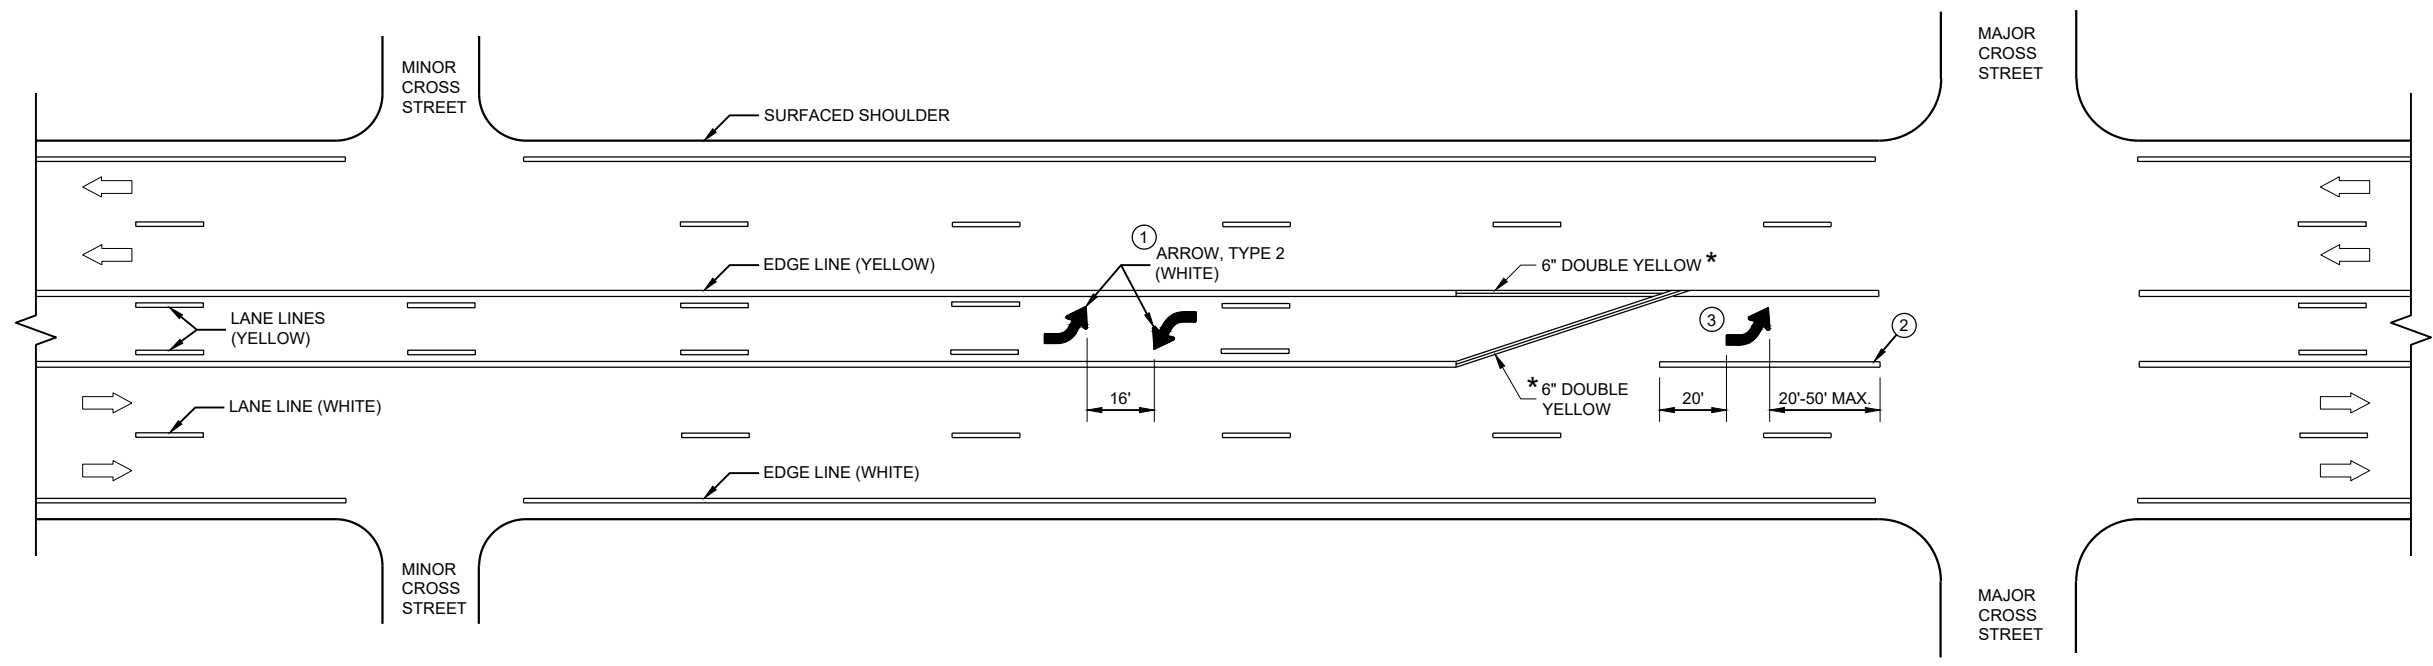 MINOR
CROSS
STREET
MAJOR
CROSS
STREET
SURFACED SHOULDER
1
ARROW, TYPE 2
(WHITE)
EDGE LINE (YELLOW)
6" DOUBLE YELLOW *
LANE LINES
(YELLOW)
3
2
* 6" DOUBLE
YELLOW
16'
20'
20'-50' MAX.
LANE LINE (WHITE)
EDGE LINE (WHITE)
MINOR
CROSS
STREET
MAJOR
CROSS
STREET